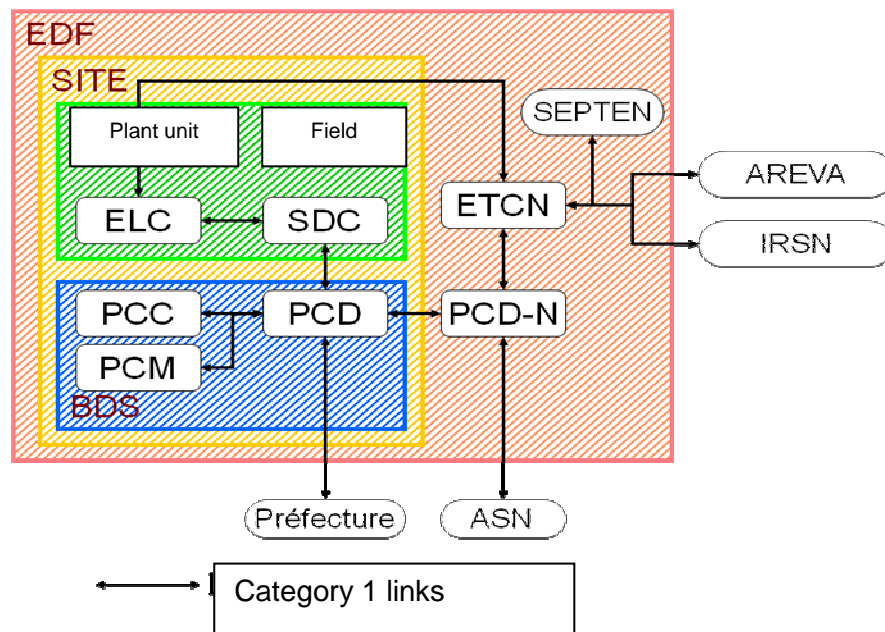 EDF
SITE
Plant unit
Field
SEPTEN
AREVA
ELC
SDC
ETCN
IRSN
PCC
PCD
PCD-N
PCM
BDS
Préfecture
ASN
Category 1 links